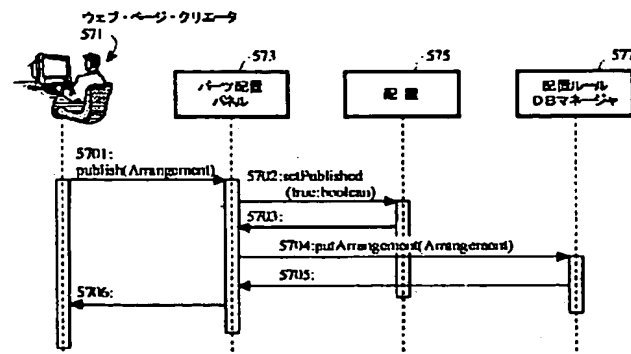 ウェブ・ページ・クリエータ
571
573
パーツ配置
パネル
575
配置
577
配置ルール
DBマネージャ
5701:
publish(Arrangement)
5702:setPublished
(true:boolean)
5703:
5704:putArrangement(Arrangement)
5705:
5706: